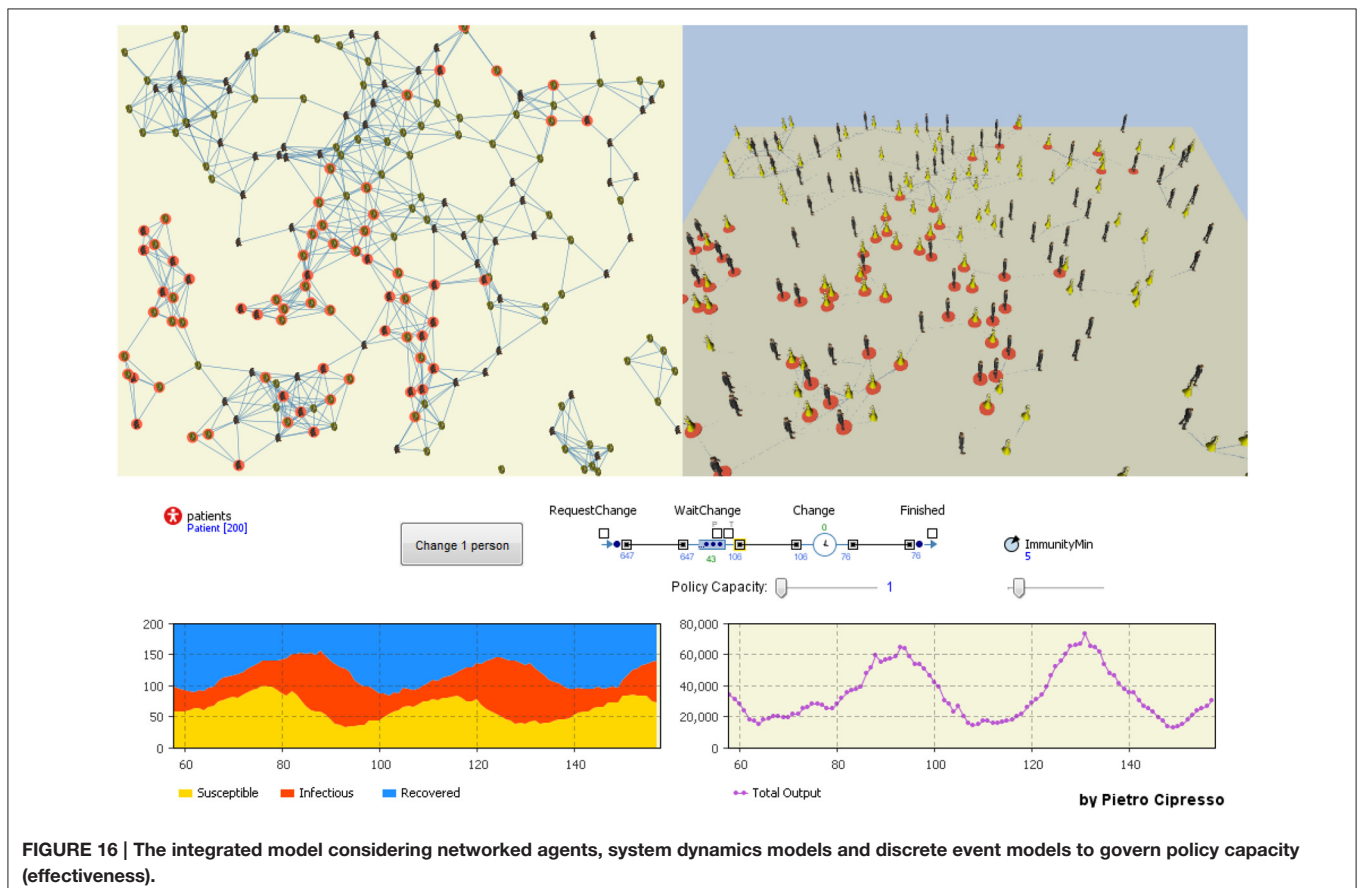 patients
Patient [200]
Change 1 person
RequestChange WaitChange Change Finished
P T 0
647 647 43 106 106 76 76
ImmunityMin
5
Policy Capacity: 1
200
150
100
50
0
60 80 100 120 140
Susceptible Infectious Recovered
80,000
60,000
40,000
20,000
0
60 80 100 120 140
Total Output
by Pietro Cipresso
FIGURE 16 | The integrated model considering networked agents, system dynamics models and discrete event models to govern policy capacity
(effectiveness).